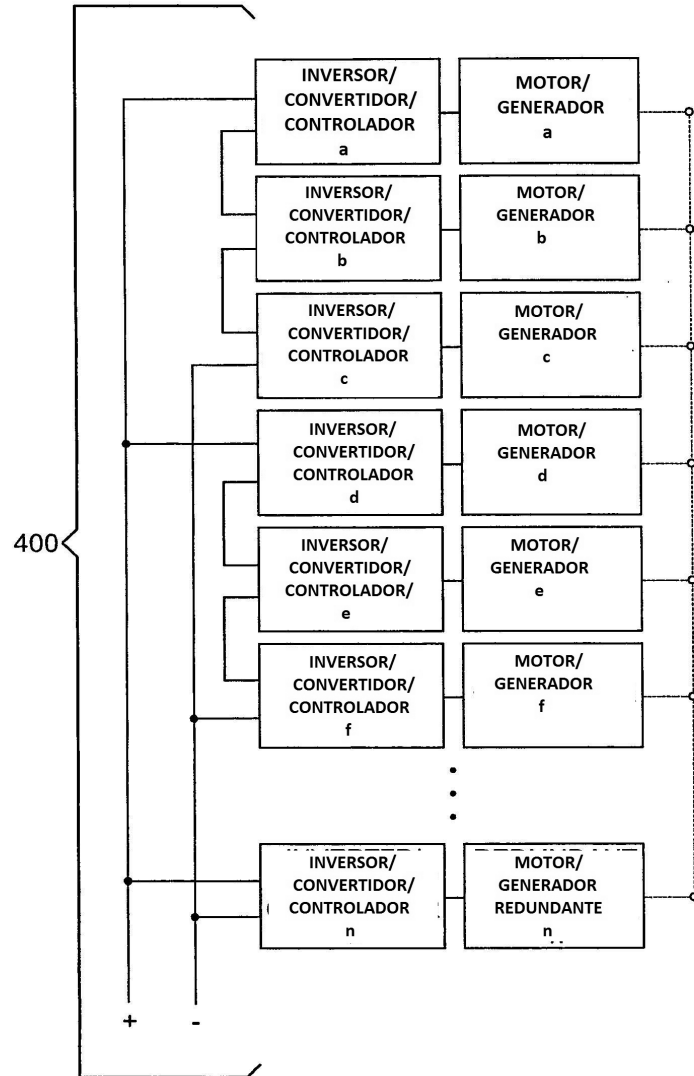 INVERSOR/
CONVERTIDOR/
CONTROLADOR
a
MOTOR/
GENERADOR
a
INVERSOR/
CONVERTIDOR/
CONTROLADOR
b
MOTOR/
GENERADOR
b
INVERSOR/
CONVERTIDOR/
CONTROLADOR
c
MOTOR/
GENERADOR
c
INVERSOR/
CONVERTIDOR/
CONTROLADOR
d
MOTOR/
GENERADOR
d
400
INVERSOR/
CONVERTIDOR/
CONTROLADOR/
e
MOTOR/
GENERADOR
e
INVERSOR/
CONVERTIDOR/
CONTROLADOR
f
MOTOR/
GENERADOR
f
INVERSOR/
CONVERTIDOR/
CONTROLADOR
n
MOTOR/
GENERADOR
REDUNDANTE
n
+ -